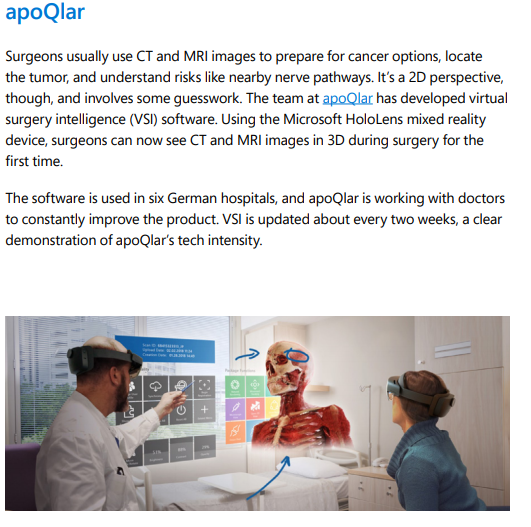 apoQlar
Surgeons usually use CT and MRI images to prepare for cancer options, locate
the tumor, and understand risks like nearby nerve pathways. It’s a 2D perspective,
though, and involves some guesswork. The team at apoQlar has developed virtual
surgery intelligence (VSI) software. Using the Microsoft HoloLens mixed reality
device, surgeons can now see CT and MRI images in 3D during surgery for the
first time.
The software is used in six German hospitals, and apoQlar is working with doctors
to constantly improve the product. VSI is updated about every two weeks, a clear
demonstration of apoQlar’s tech intensity.